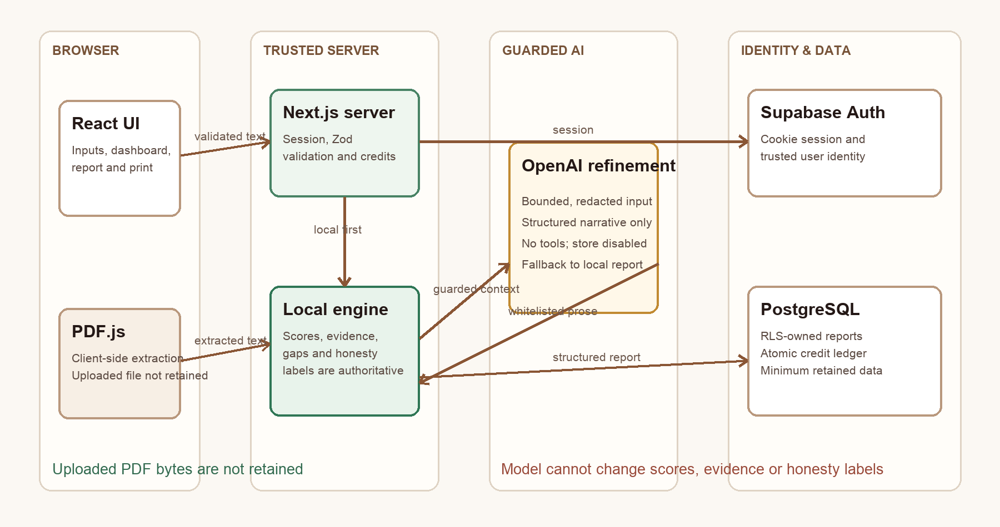 BROWSER
React UI
Inputs, dashboard,
report and print
PDF.js
Client-side extraction
Uploaded file not retained
validated text
extracted text
TRUSTED SERVER
Next.js server
Session, Zod
validation and credits
local first
Local engine
Scores, evidence,
gaps and honesty
labels are authoritative
GUARDED AI
session
OpenAI refinement
Bounded, redacted input
Structured narrative only
No tools; store disabled
Fallback to local report
guarded context
whitelisted prose
structured report
IDENTITY & DATA
Supabase Auth
Cookie session and
trusted user identity
PostgreSQL
RLS-owned reports
Atomic credit ledger
Minimum retained data
Uploaded PDF bytes are not retained
Model cannot change scores, evidence or honesty labels